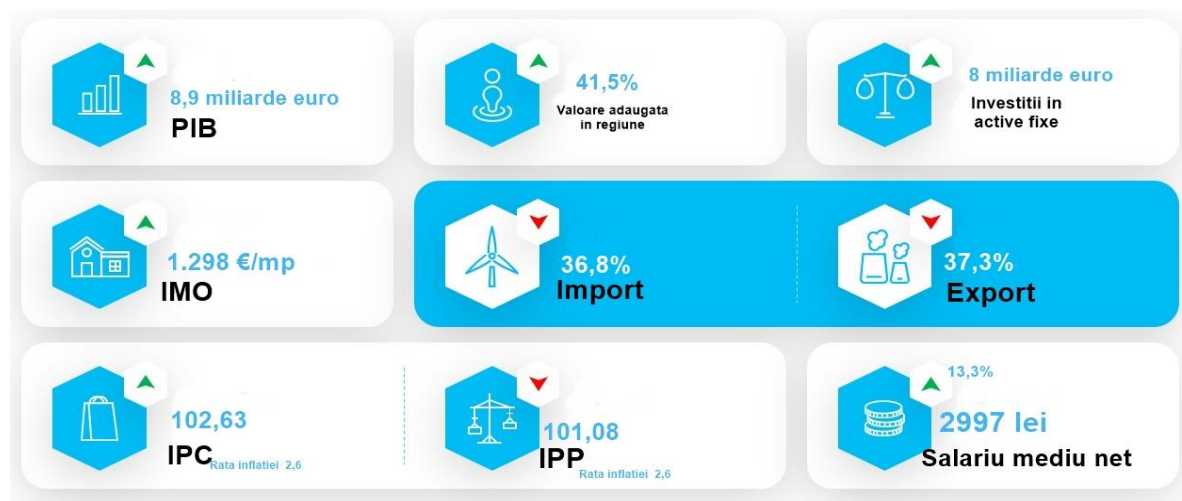 8,9 miliarde euro
PIB
41,5%
Valoare adaugata
in regiune
8 miliarde euro
Investitii in
active fixe
1.298 €/mp
IMO
36,8%
Import
37,3%
Export
102,63
IPC
Rata inflatiei 2,6
101,08
IPP
Rata inflatiei 2,6
13,3%
2997 lei
Salariu mediu net